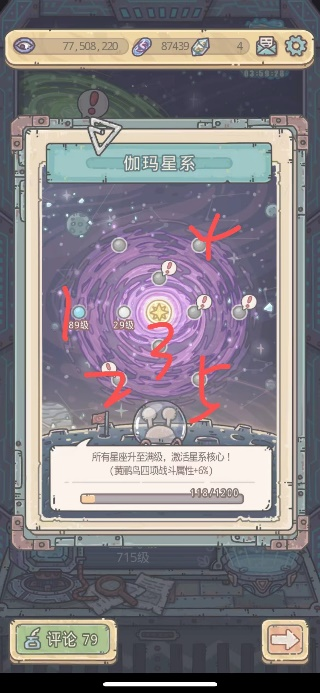 77,508,220
87439
4
伽玛星系
4
1
89级
29级
3
2
5
所有星座升至满级，激活星系核心！
（黄鹂鸟四项战斗属性+6%）
118/1200
715级
评论 79